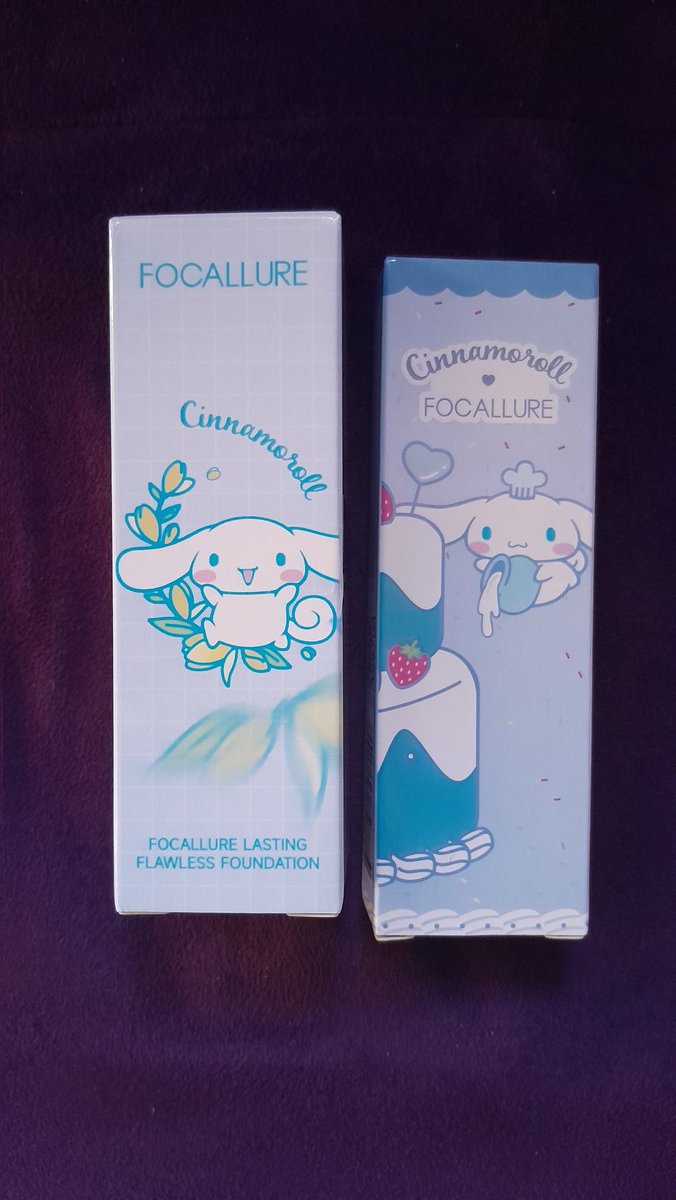 FOCALLURE
Cinnamoroll
FOCALLURE LASTING
FLAWLESS FOUNDATION
Cinnamoroll
FOCALLURE